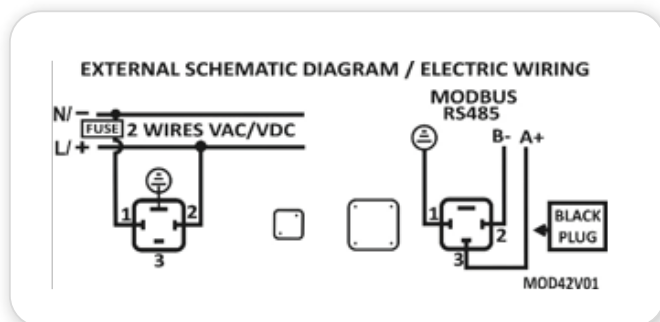 EXTERNAL SCHEMATIC DIAGRAM / ELECTRIC WIRING
N/ −
FUSE 2 WIRES VAC/VDC
L/ +
1 2
3
MODBUS
RS485
B- A+
1 2
3
BLACK
PLUG
MOD42V01